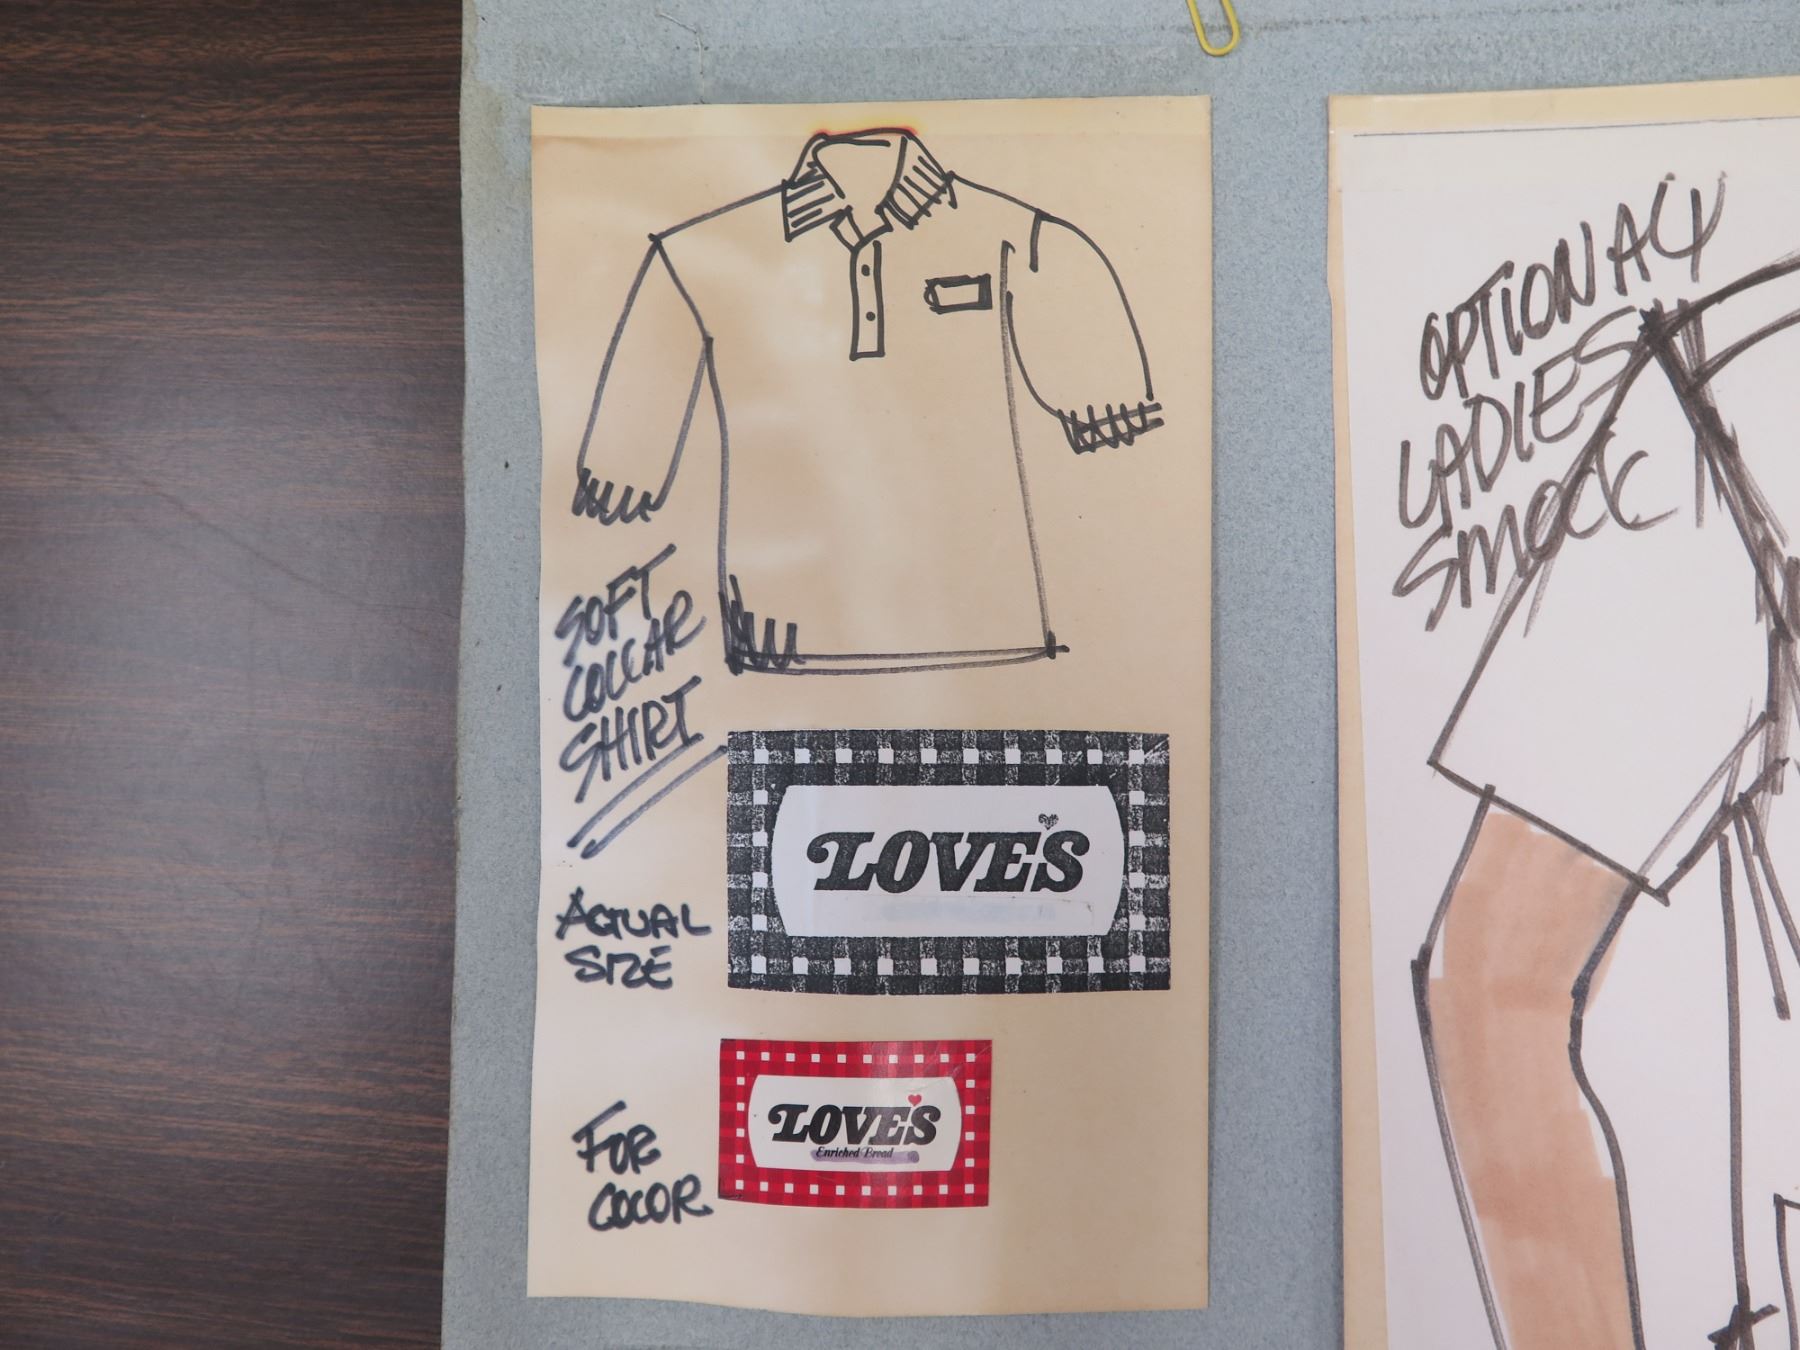 SOFT
COLLAR
SHIRT
LOVE'S
ACTUAL
SIZE
LOVE'S
Enriched Bread
FOR
COLOR
OPTIONAL
LADIES
SMOCK